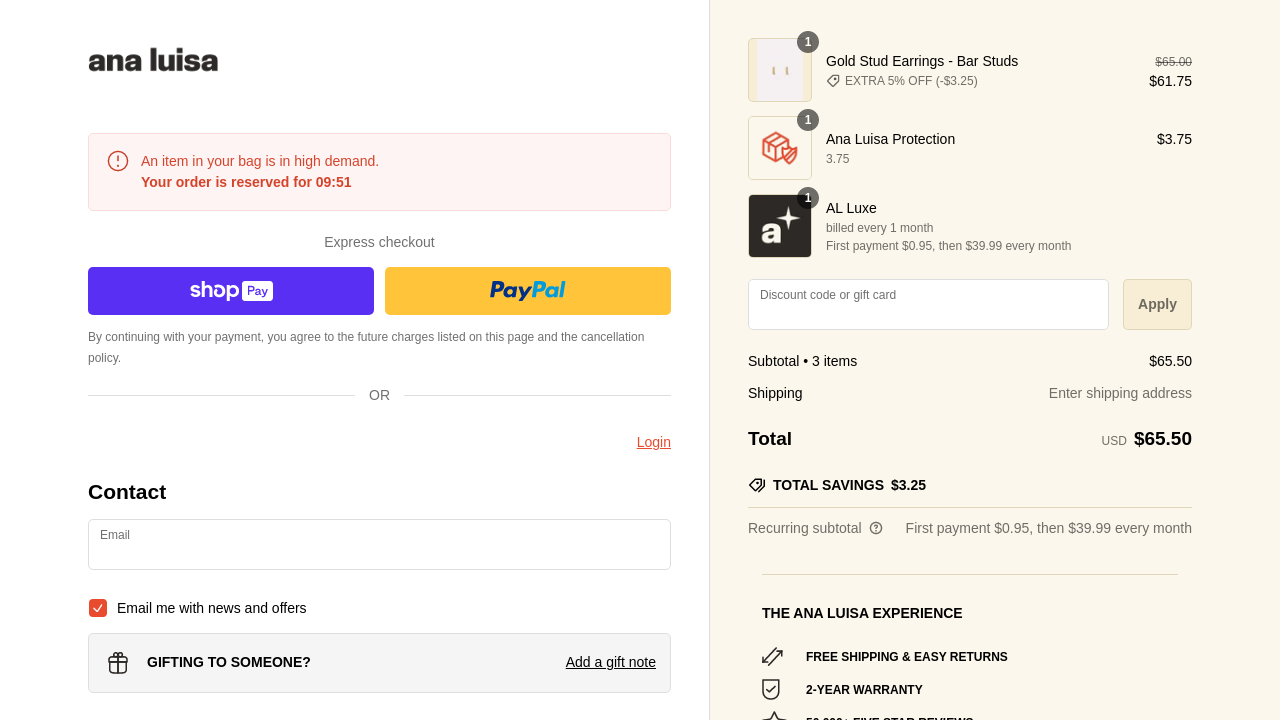 ana luisa
An item in your bag is in high demand.
Your order is reserved for 09:51
Express checkout
shop Pay
PayPal
By continuing with your payment, you agree to the future charges listed on this page and the cancellation
policy.
OR
Login
Contact
Email
Email me with news and offers
GIFTING TO SOMEONE?
Add a gift note
1
Gold Stud Earrings - Bar Studs
$65.00
EXTRA 5% OFF (-$3.25)
$61.75
1
Ana Luisa Protection
$3.75
3.75
1
a
AL Luxe
billed every 1 month
First payment $0.95, then $39.99 every month
Discount code or gift card
Apply
Subtotal • 3 items
$65.50
Shipping
Enter shipping address
Total
USD $65.50
TOTAL SAVINGS $3.25
Recurring subtotal
First payment $0.95, then $39.99 every month
THE ANA LUISA EXPERIENCE
FREE SHIPPING & EASY RETURNS
2-YEAR WARRANTY
50,000+ FIVE STAR REVIEWS